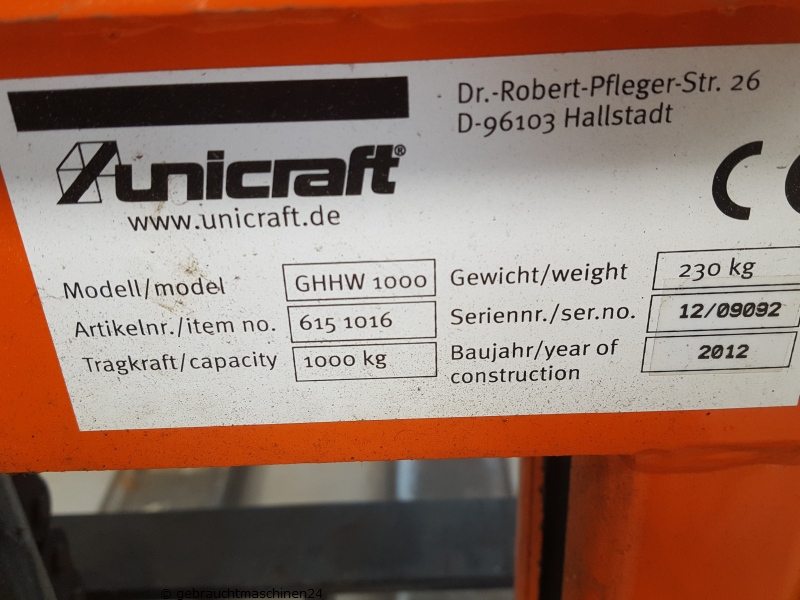 Dr.-Robert-Pfleger-Str. 26
D-96103 Hallstadt
unicraft®
www.unicraft.de
CE
Modell/model GHHW 1000 Gewicht/weight 230 kg
Artikelnr./item no. 615 1016 Seriennr./ser.no. 12/09092
Tragkraft/capacity 1000 kg Baujahr/year of construction 2012
© gebrauchtmaschinen24